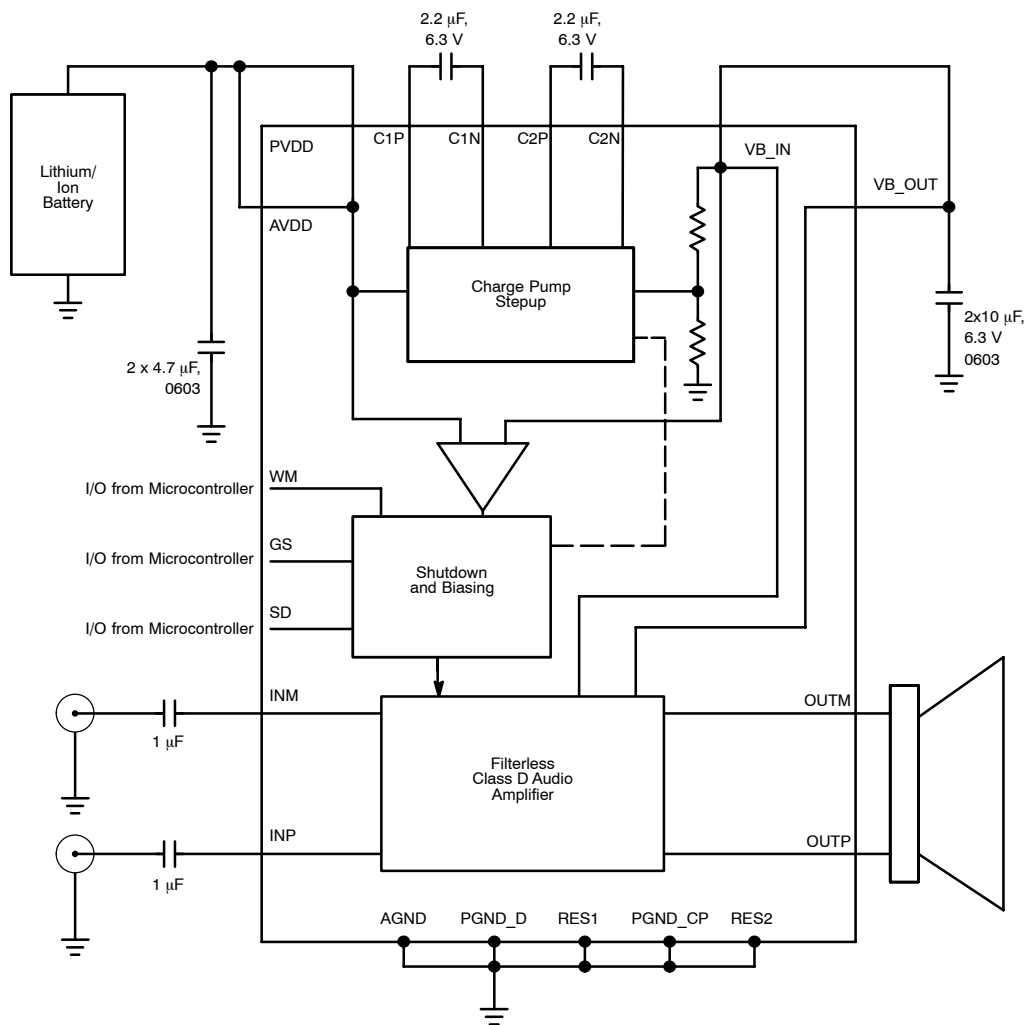 2.2 μF,
6.3 V
2.2 μF,
6.3 V
C1P
C1N
C2P
C2N
PVDD
VB_IN
VB_OUT
Lithium/
Ion
Battery
AVDD
Charge Pump
Stepup
2x10 μF,
6.3 V
0603
2 x 4.7 μF,
0603
I/O from Microcontroller
WM
I/O from Microcontroller
GS
Shutdown
and Biasing
I/O from Microcontroller
SD
INM
OUTM
1 μF
Filterless
Class D Audio
Amplifier
INP
OUTP
1 μF
AGND
PGND_D
RES1
PGND_CP
RES2